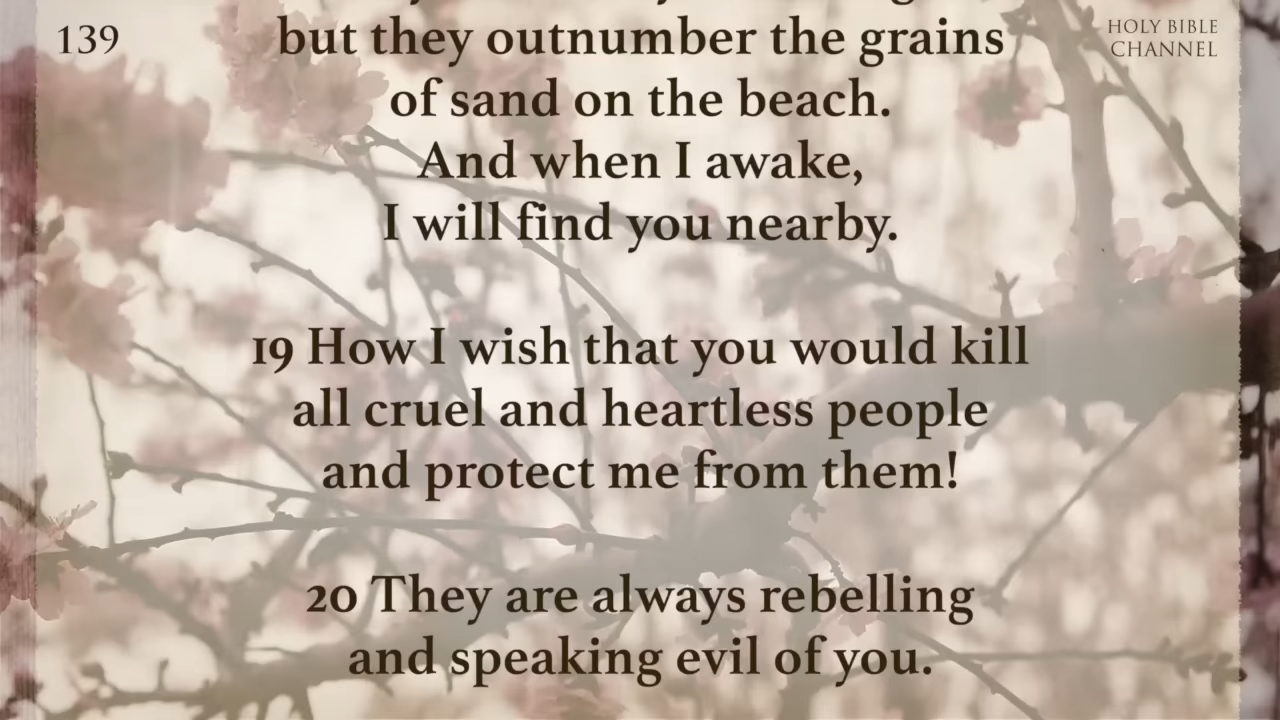 139
HOLY BIBLE
CHANNEL
but they outnumber the grains
of sand on the beach.
And when I awake,
I will find you nearby.
19 How I wish that you would kill
all cruel and heartless people
and protect me from them!
20 They are always rebelling
and speaking evil of you.